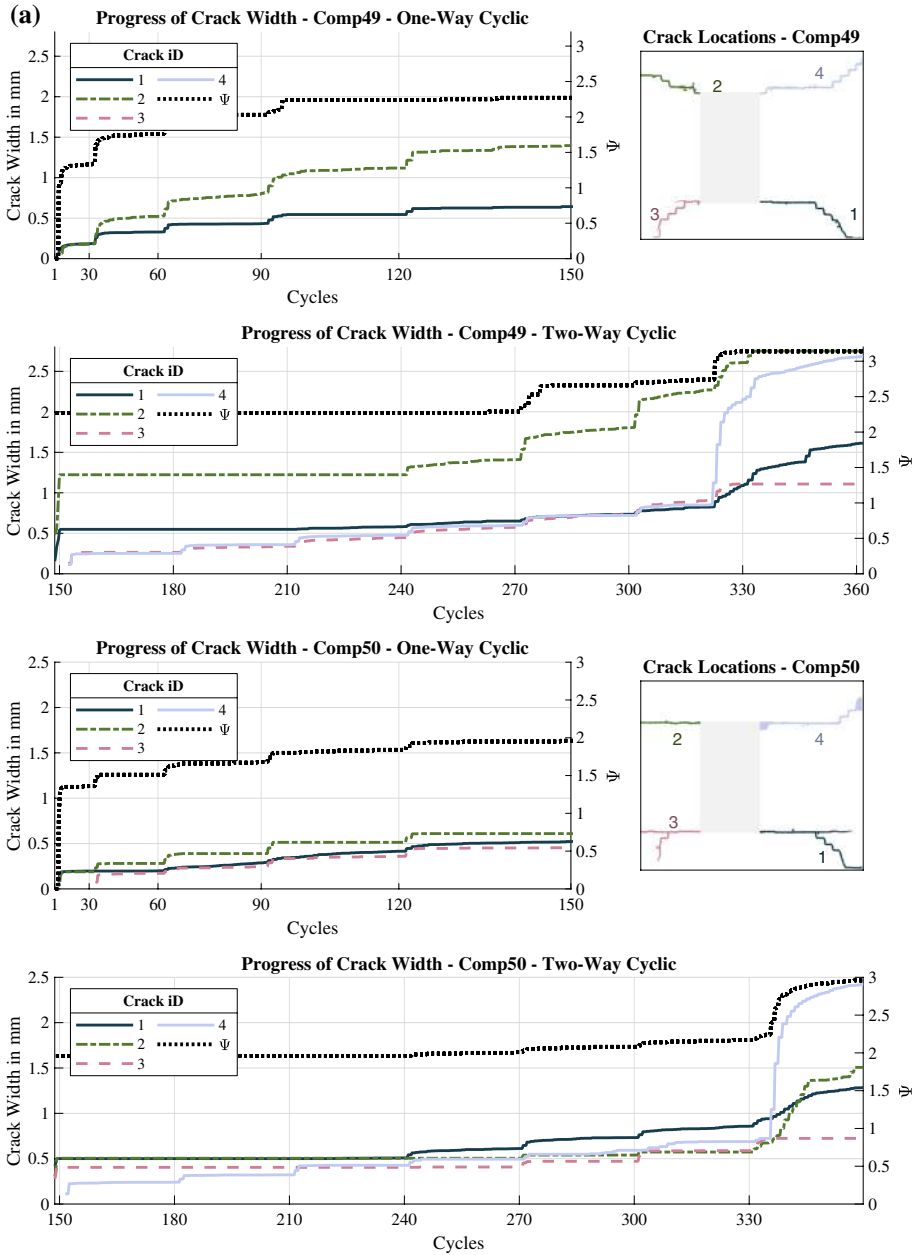 (a)
Progress of Crack Width - Comp49 - One-Way Cyclic
Crack Width in mm
2.5
2
1.5
1
0.5
0
Crack iD
1 4
2 Ψ
3
3
2.5
2
1.5
1
0.5
0
Ψ
1 30 60 90 120 150
Cycles
Crack Locations - Comp49
2 4
3 1
Progress of Crack Width - Comp49 - Two-Way Cyclic
Crack Width in mm
2.5
2
1.5
1
0.5
0
Crack iD
1 4
2 Ψ
3
3
2.5
2
1.5
1
0.5
0
Ψ
150 180 210 240 270 300 330 360
Cycles
Progress of Crack Width - Comp50 - One-Way Cyclic
Crack Width in mm
2.5
2
1.5
1
0.5
0
Crack iD
1 4
2 Ψ
3
3
2.5
2
1.5
1
0.5
0
Ψ
1 30 60 90 120 150
Cycles
Crack Locations - Comp50
2 4
3 1
Progress of Crack Width - Comp50 - Two-Way Cyclic
Crack Width in mm
2.5
2
1.5
1
0.5
0
Crack iD
1 4
2 Ψ
3
3
2.5
2
1.5
1
0.5
0
Ψ
150 180 210 240 270 300 330
Cycles